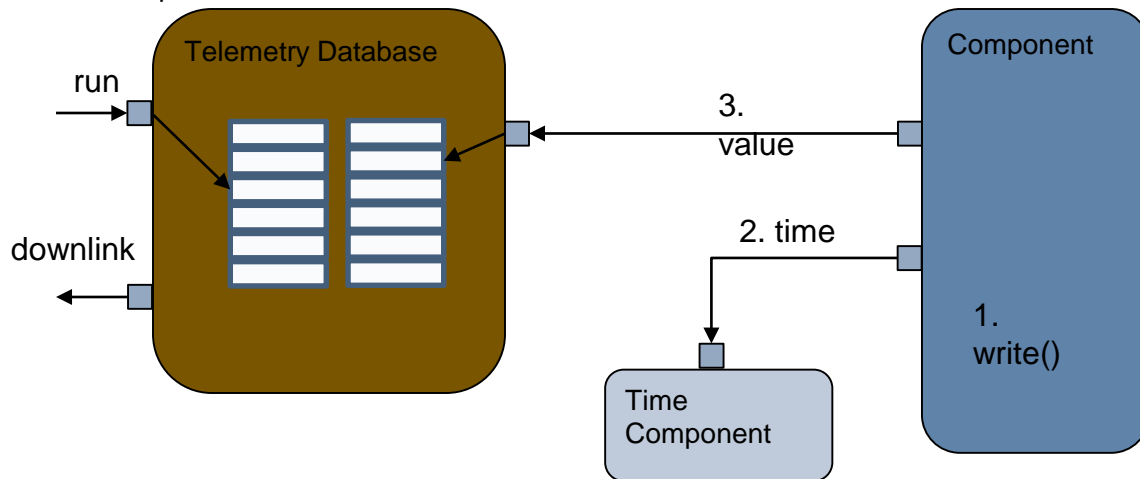 Telemetry Database
Component
run
3.
value
2. time
downlink
1.
write()
Time
Component